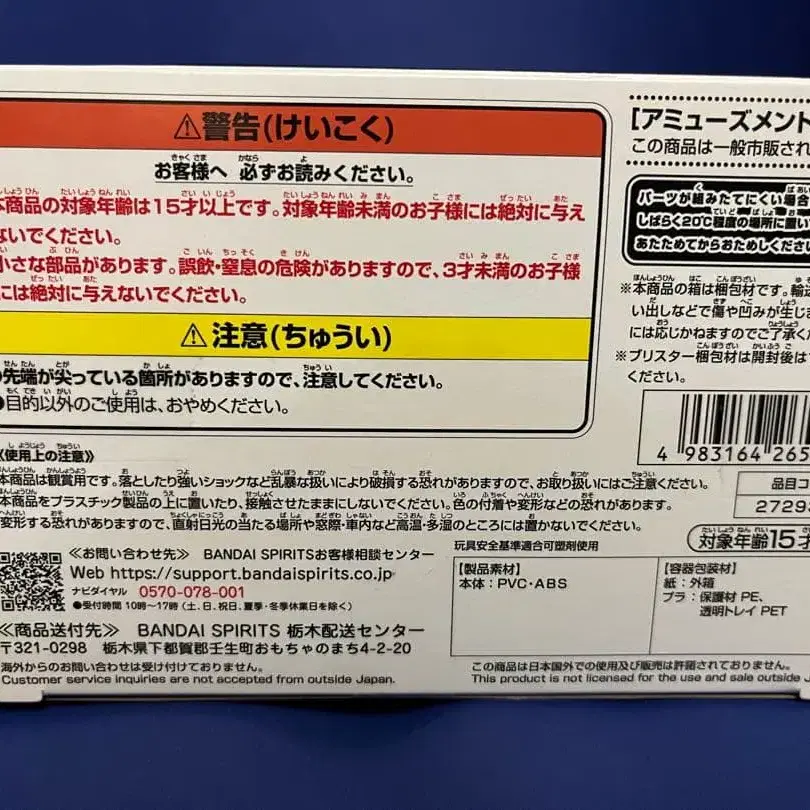 ⚠警告(けいこく)
お客様へ 必ずお読みください。
本商品の対象年齢は15才以上です。対象年齢未満のお子様には絶対に与え
ないでください。
小さな部品があります。誤飲・窒息の危険がありますので、3才未満のお子様
には絶対に与えないでください。
⚠注意(ちゅうい)
●先端が尖っている箇所がありますので、注意してください。
●目的以外のご使用は、おやめください。
《使用上の注意》
本商品は観賞用です。落としたり強いショックなど乱暴な扱いにより破損する恐れがありますので、お取り扱いにはご注意ください。
本商品をプラスチック製品の上に置いたり、接触させたままにしないでください。色の付着や変形などの恐れがあります。
変形する恐れがありますので、直射日光の当たる場所や窓際・車内など高温・多湿のところには置かないでください。
≪お問い合わせ先≫ BANDAI SPIRITSお客様相談センター
Web https://support.bandaispirits.co.jp
ナビダイヤル 0570-078-001
●受付時間 10時〜17時(土、日、祝日、夏季・冬季休業日を除く)
≪商品送付先≫ BANDAI SPIRITS 栃木配送センター
〒321-0298 栃木県下都賀郡壬生町おもちゃのまち4-2-20
海外からのお問い合わせは受け付けておりません。
Customer service inquiries are not accepted from outside Japan.
[アミューズメント
この商品は一般市販され
パーツが組みたてにくい場合
しばらく20℃程度の場所に置い
あたためてからおためしくださ
※本商品の箱は梱包材です。輸送
い出しなどで傷や凹みが生じま
には応じかねますのでご了承く
※ブリスター梱包材は開封後は
ください。
4 983164 265
品目コ
27293
対象年齢15才
玩具安全基準適合可塑剤使用
【製品素材】
本体：PVC・ABS
【容器包装材】
紙：外箱
プラ：保護材 PE、
透明トレイ PET
この商品は日本国外での使用及び販売は許諾されておりません。
This product is not licensed for the use and sale outside J